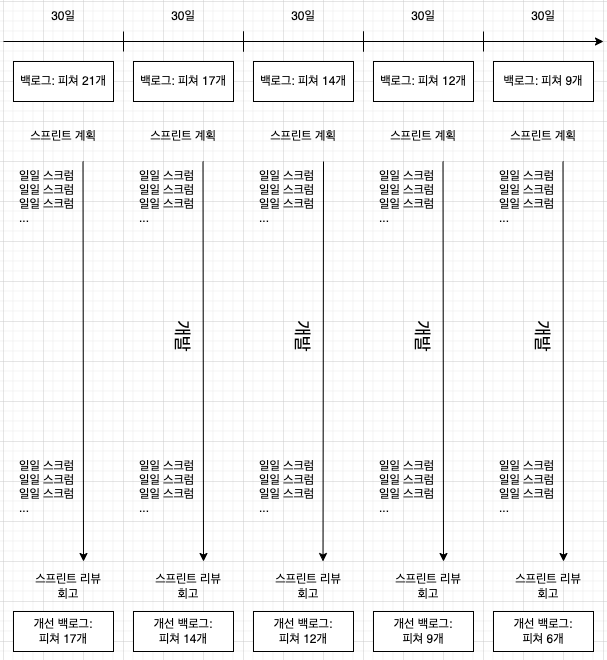 30일
30일
30일
30일
30일
백로그: 피쳐 21개
백로그: 피쳐 17개
백로그: 피쳐 14개
백로그: 피쳐 12개
백로그: 피쳐 9개
스프린트 계획
스프린트 계획
스프린트 계획
스프린트 계획
스프린트 계획
일일 스크럼
일일 스크럼
일일 스크럼
...
일일 스크럼
일일 스크럼
일일 스크럼
...
일일 스크럼
일일 스크럼
일일 스크럼
...
일일 스크럼
일일 스크럼
일일 스크럼
...
일일 스크럼
일일 스크럼
일일 스크럼
...
개발
개발
개발
개발
일일 스크럼
일일 스크럼
일일 스크럼
...
일일 스크럼
일일 스크럼
일일 스크럼
...
일일 스크럼
일일 스크럼
일일 스크럼
...
일일 스크럼
일일 스크럼
일일 스크럼
...
일일 스크럼
일일 스크럼
일일 스크럼
...
스프린트 리뷰
회고
스프린트 리뷰
회고
스프린트 리뷰
회고
스프린트 리뷰
회고
스프린트 리뷰
회고
개선 백로그:
피쳐 17개
개선 백로그:
피쳐 14개
개선 백로그:
피쳐 12개
개선 백로그:
피쳐 9개
개선 백로그:
피쳐 6개